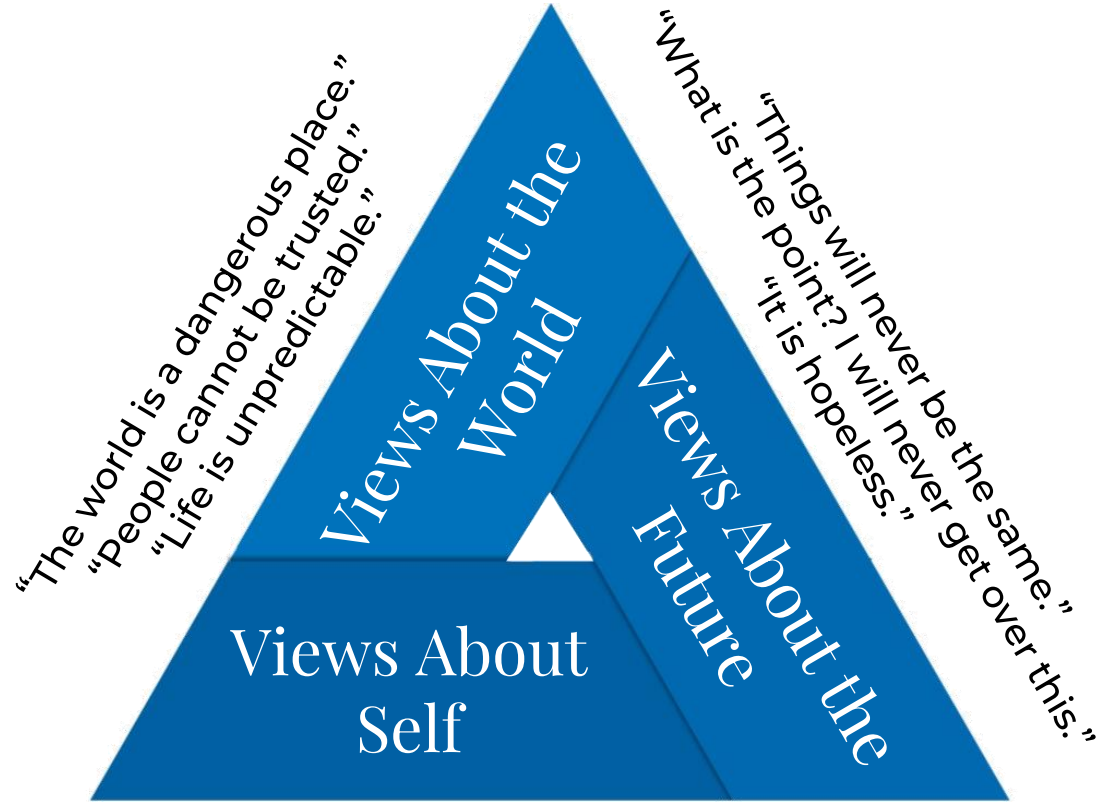 “The world is a dangerous place.”
“People cannot be trusted.”
“Life is unpredictable.”
Views About the
World
“Things will never be the same.”
“What is the point? I will never get over this.”
“It is hopeless.”
Views About the
Future
Views About
Self